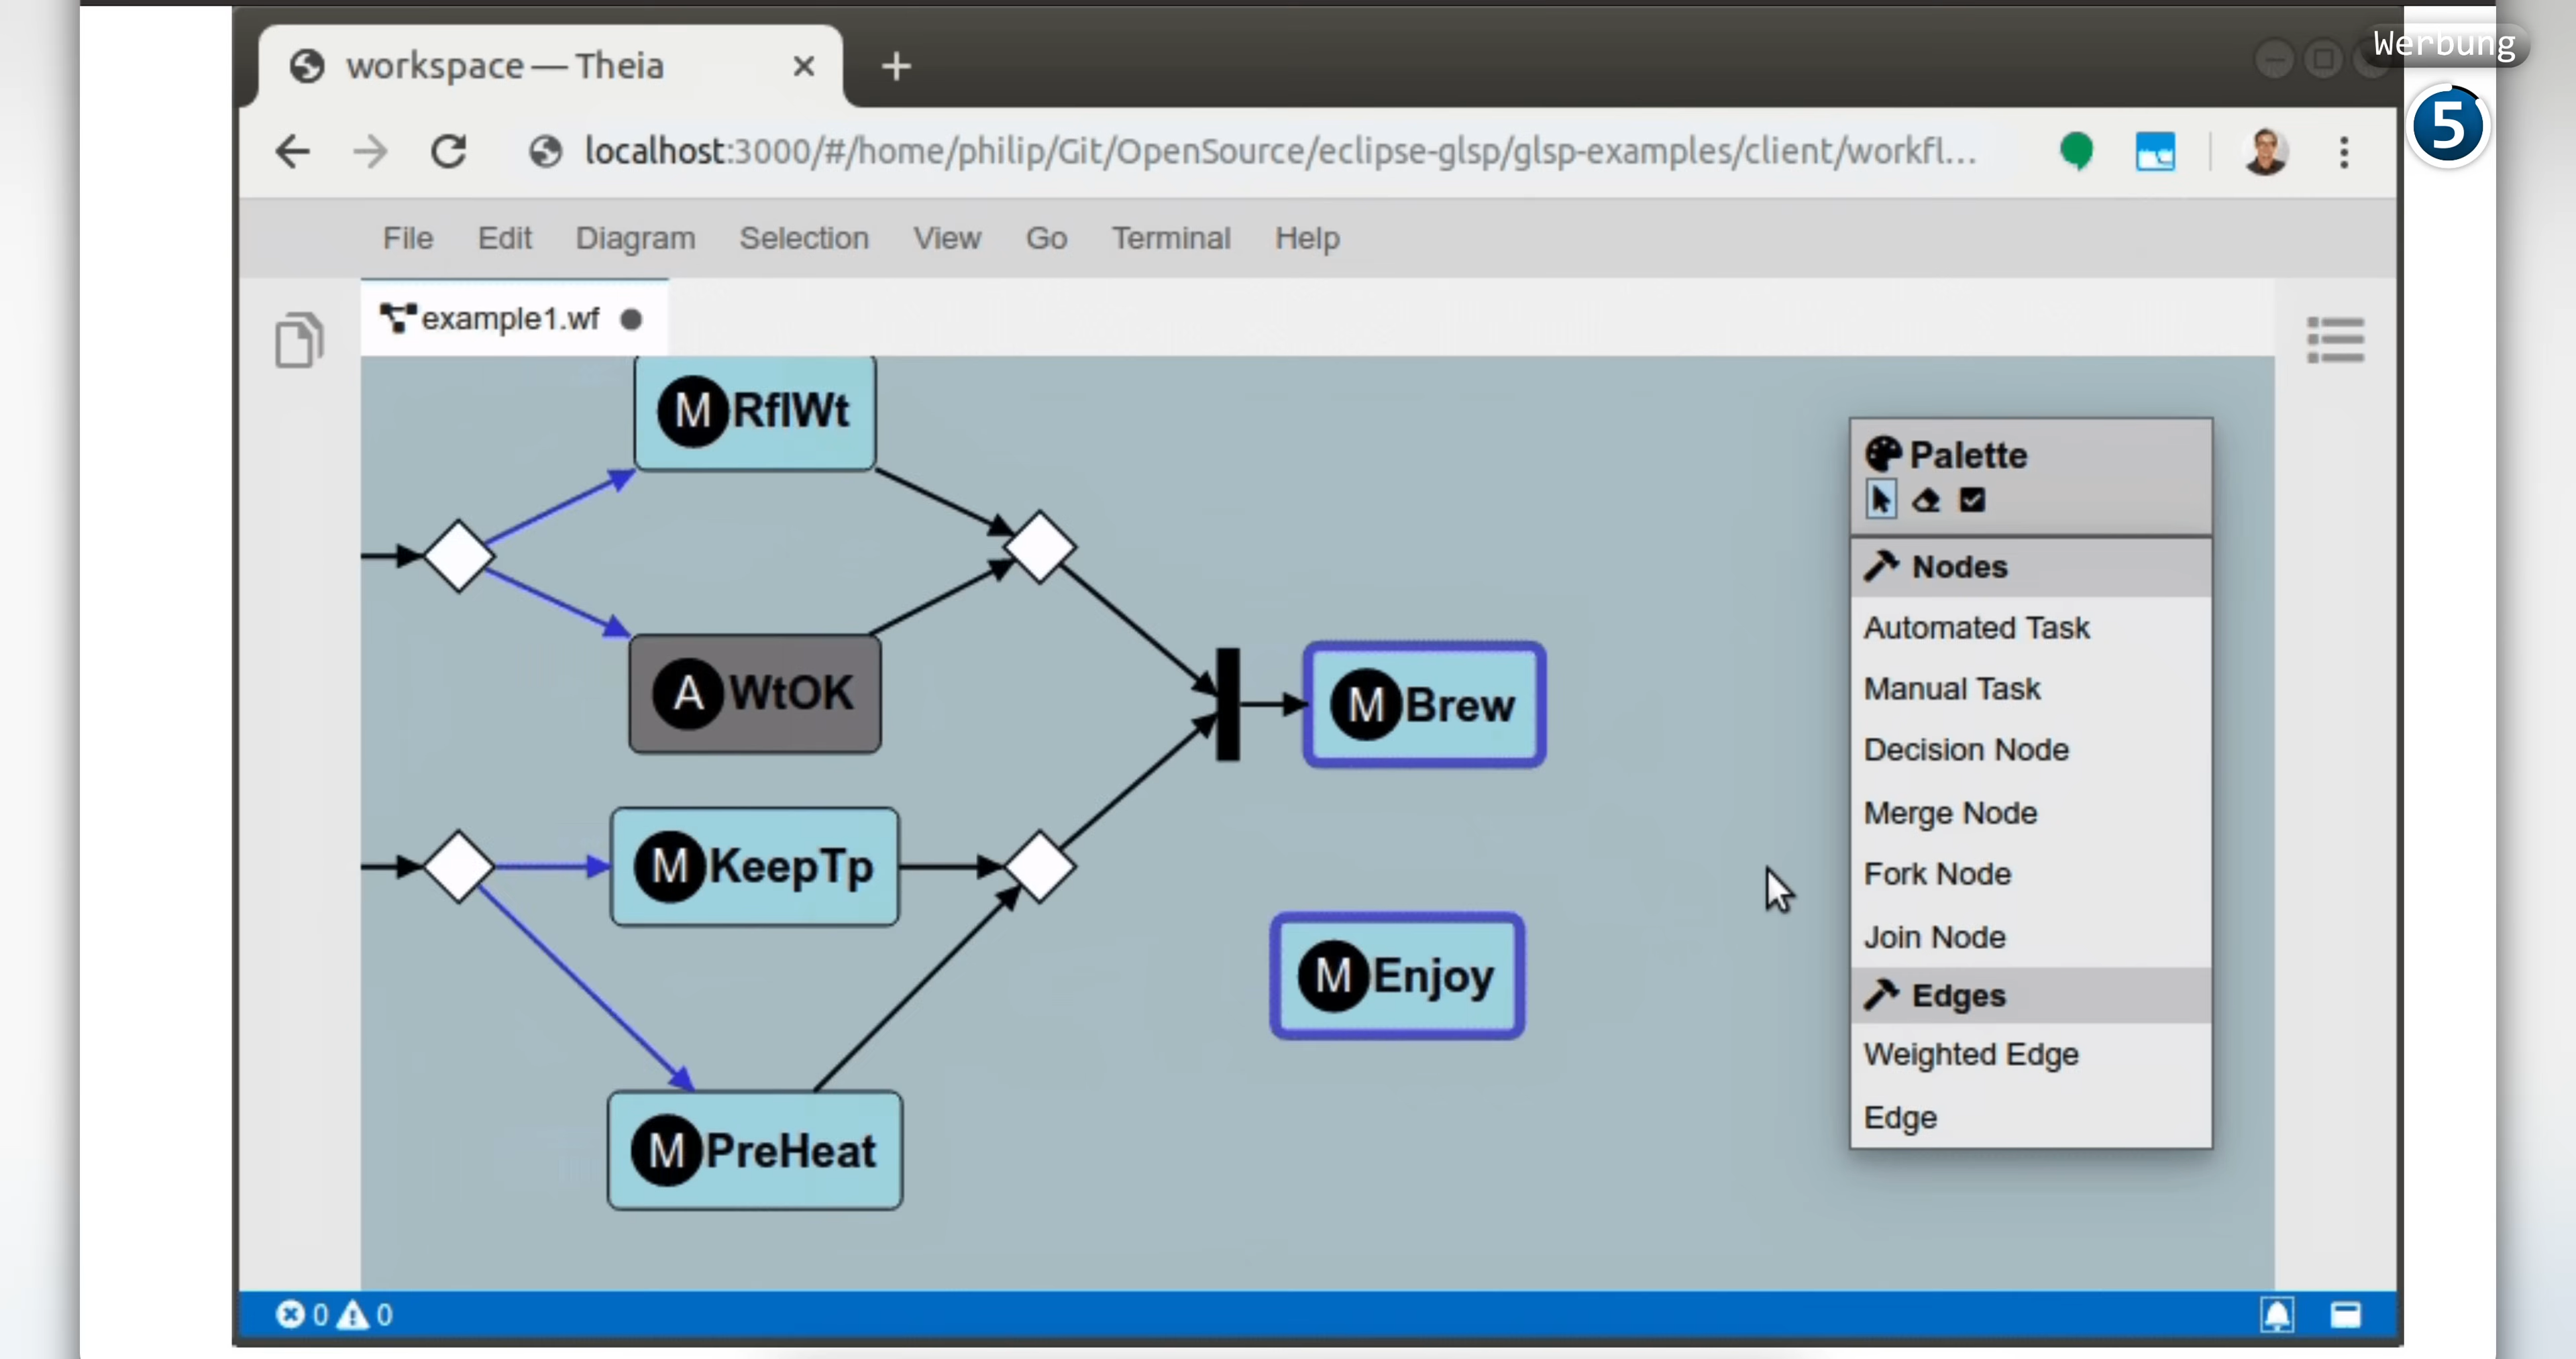 Werbung
5
workspace — Theia
localhost:3000/#/home/philip/Git/OpenSource/eclipse-glsp/glsp-examples/client/workfl...
File Edit Diagram Selection View Go Terminal Help
example1.wf
M RflWt
A WtOK
M KeepTp
M PreHeat
M Brew
M Enjoy
Palette
Nodes
Automated Task
Manual Task
Decision Node
Merge Node
Fork Node
Join Node
Edges
Weighted Edge
Edge
0 0